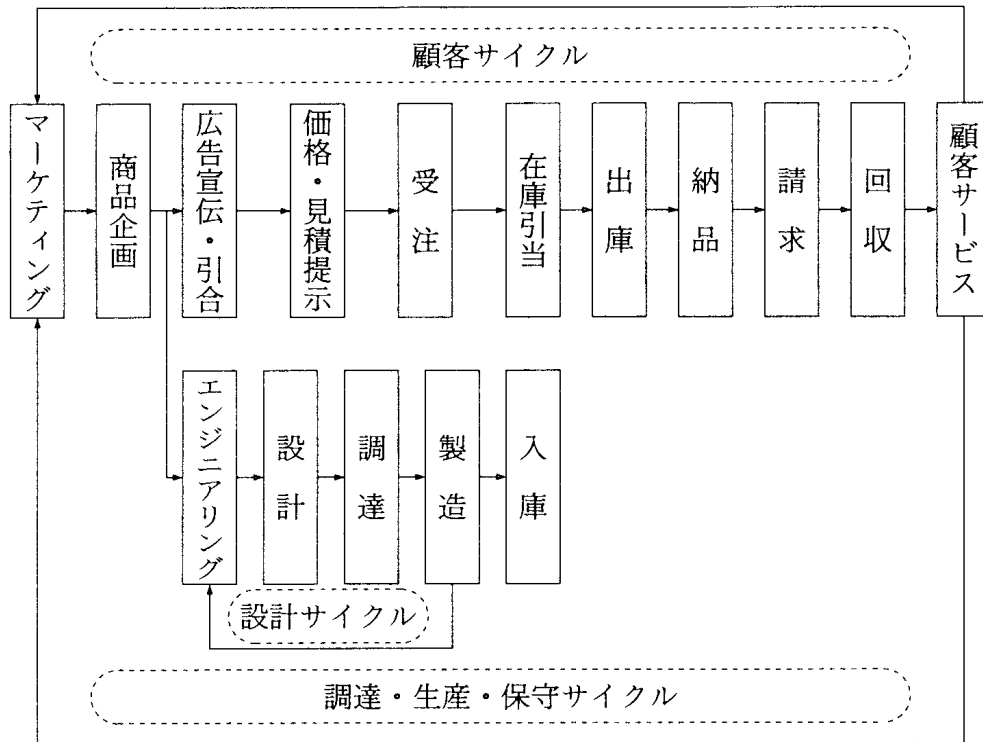 顧客サイクル
マーケティング
商品企画
広告宣伝・引合
価格・見積提示
受注
在庫引当
出庫
納品
請求
回収
顧客サービス
エンジニアリング
設計
調達
製造
入庫
設計サイクル
調達・生産・保守サイクル